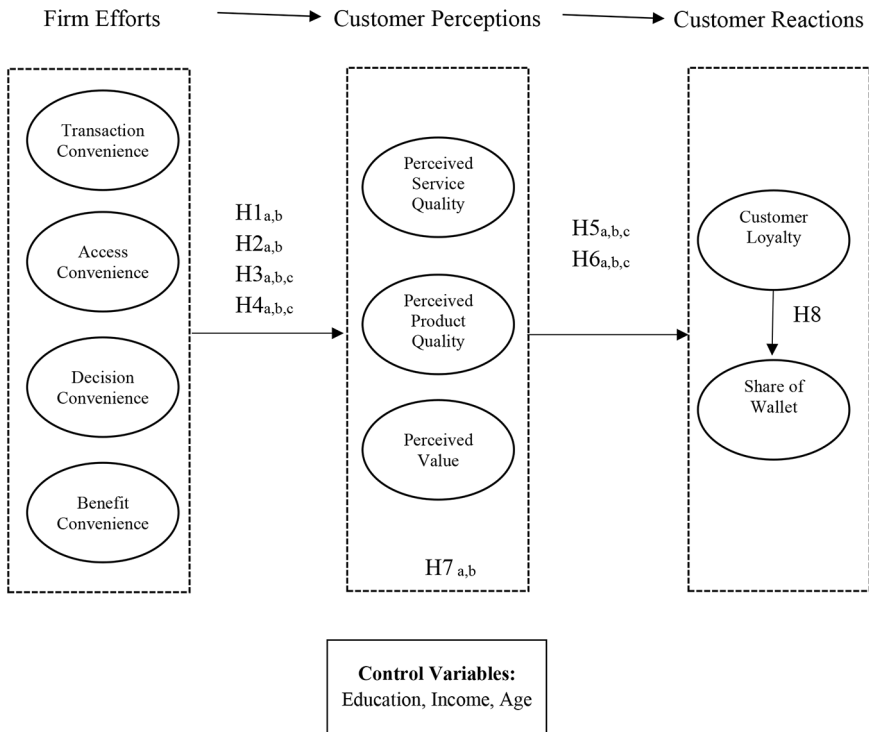 Firm Efforts
Customer Perceptions
Customer Reactions
Transaction
Convenience
Access
Convenience
Decision
Convenience
Benefit
Convenience
H1a,b
H2a,b
H3a,b,c
H4a,b,c
Perceived
Service
Quality
Perceived
Product
Quality
Perceived
Value
H7 a,b
H5a,b,c
H6a,b,c
Customer
Loyalty
H8
Share of
Wallet
Control Variables:
Education, Income, Age